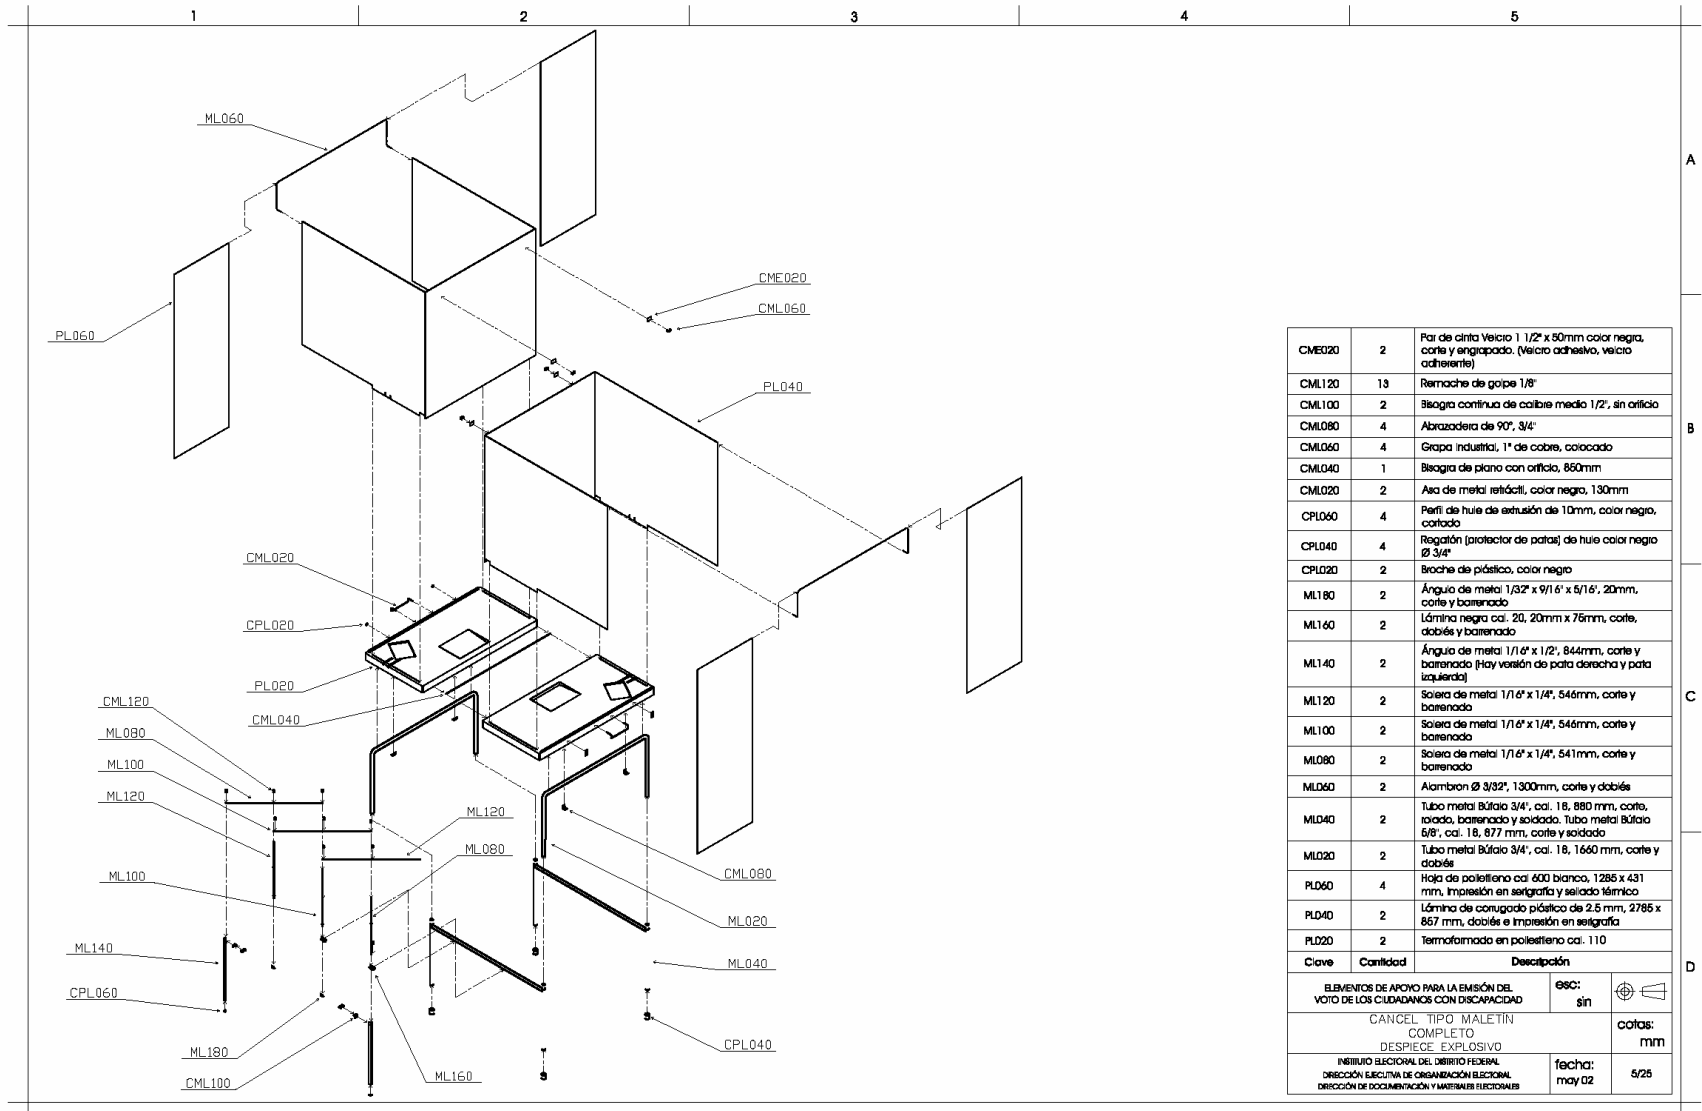 1 2 3 4 5
A
B
C
D
ML060
PL060
CME020
CML060
PL040
CML020
CPL020
PL020
CML040
CML120
ML080
ML100
ML120
ML120
ML080
ML100
CML080
ML020
ML140
ML040
CPL060
CPL040
ML180
ML160
CML100
CME020 2 Par de cinta Velcro 1 1/2" x 50mm color negra,
corte y engrapado. (Velcro adhesivo, velcro
adherente)
CML120 13 Remache de golpe 1/8"
CML100 2 Bisagra continua de calibre medio 1/2", sin orificio
CML080 4 Abrazadera de 90°, 3/4"
CML060 4 Grapa industrial, 1" de cobre, colocado
CML040 1 Bisagra de piano con orificio, 850mm
CML020 2 Asa de metal retráctil, color negro, 130mm
CPL060 4 Perfil de hule de extrusión de 10mm, color negro,
cortado
CPL040 4 Regatón (protector de patas) de hule color negro
Ø 3/4"
CPL020 2 Broche de plástico, color negro
ML180 2 Ángulo de metal 1/32" x 9/16" x 5/16", 20mm,
corte y barrenado
ML160 2 Lámina negra cal. 20, 20mm x 75mm, corte,
doblés y barrenado
ML140 2 Ángulo de metal 1/16" x 1/2", 844mm, corte y
barrenado (Hay versión de pata derecha y pata
izquierda)
ML120 2 Solera de metal 1/16" x 1/4", 546mm, corte y
barrenado
ML100 2 Solera de metal 1/16" x 1/4", 546mm, corte y
barrenado
ML080 2 Solera de metal 1/16" x 1/4", 541mm, corte y
barrenado
ML060 2 Alambron Ø 3/32", 1300mm, corte y doblés
ML040 2 Tubo metal Búfalo 3/4", cal. 18, 880 mm, corte,
rolado, barrenado y soldado. Tubo metal Búfalo
5/8", cal. 18, 877 mm, corte y soldado
ML020 2 Tubo metal Búfalo 3/4", cal. 18, 1660 mm, corte y
doblés
PL060 4 Hoja de polietileno cal 600 blanco, 1285 x 431
mm, impresión en serigrafía y sellado térmico
PL040 2 Lámina de corrugado plástico de 2.5 mm, 2785 x
857 mm, doblés e impresión en serigrafía
PL020 2 Termoformado en poliestileno cal. 110
Clave Cantidad Descripción
ELEMENTOS DE APOYO PARA LA EMISIÓN DEL
VOTO DE LOS CIUDADANOS CON DISCAPACIDAD
esc:
sin
CANCEL TIPO MALETÍN
COMPLETO
DESPIECE EXPLOSIVO
cotas:
mm
INSTITUTO ELECTORAL DEL DISTRITO FEDERAL
DIRECCIÓN EJECUTIVA DE ORGANIZACIÓN ELECTORAL
DIRECCIÓN DE DOCUMENTACIÓN Y MATERIALES ELECTORALES
fecha:
may 02
5/25